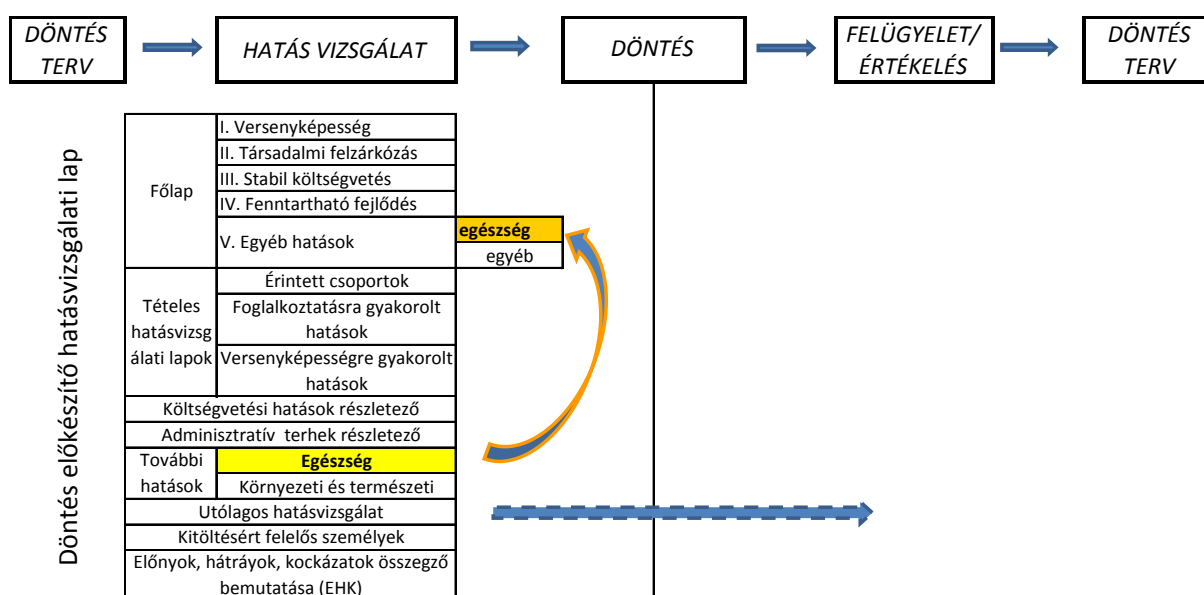 DÖNTÉS
TERV
HATÁS VIZSGÁLAT
DÖNTÉS
FELÜGYELET/
ÉRTÉKELÉS
DÖNTÉS
TERV
Döntés előkészítő hatásvizsgálati lap
Főlap
I. Versenyképesség
II. Társadalmi felzárkózás
III. Stabil költségvetés
IV. Fenntartható fejlődés
V. Egyéb hatások
egészség
egyéb
Tételes
hatásvizsg
álati lapok
Érintett csoportok
Foglalkoztatásra gyakorolt
hatások
Versenyképességre gyakorolt
hatások
Költségvetési hatások részletező
Adminisztratív terhek részletező
További
hatások
Egészség
Környezeti és természeti
Utólagos hatásvizsgálat
Kitöltésért felelős személyek
Előnyok, hátráyok, kockázatok összegző
bemutatása (EHK)